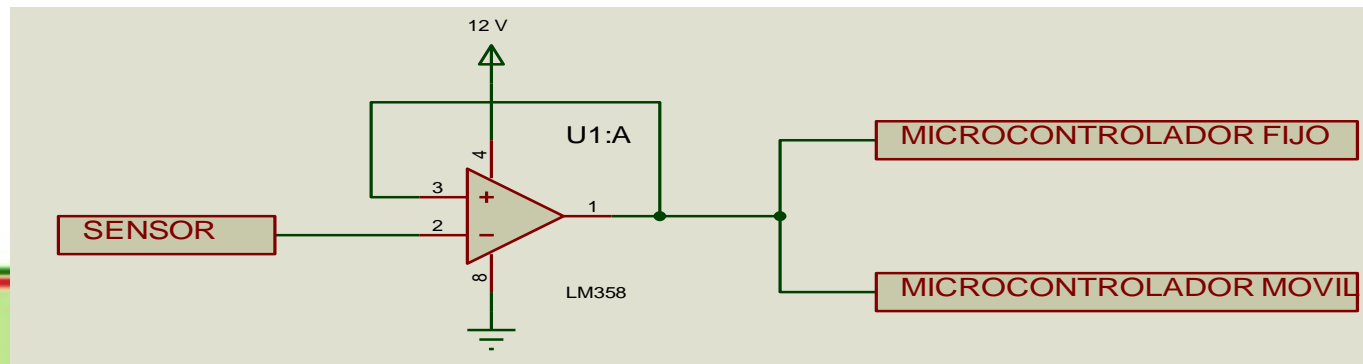 12 V
U1:A
MICROCONTROLADOR FIJO
4
3
+
1
SENSOR
2
−
8
LM358
MICROCONTROLADOR MOVIL